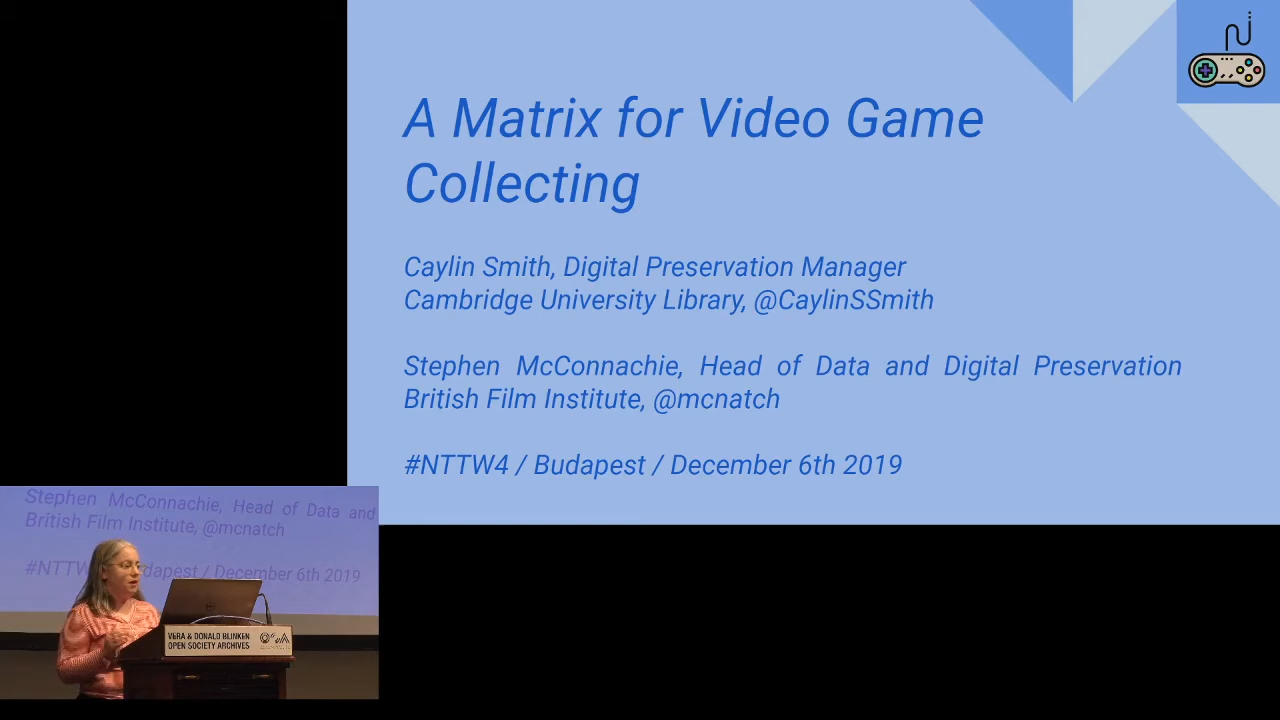 A Matrix for Video Game
Collecting
Caylin Smith, Digital Preservation Manager
Cambridge University Library, @CaylinSSmith
Stephen McConnachie, Head of Data and Digital Preservation
British Film Institute, @mcnatch
#NTTW4 / Budapest / December 6th 2019
Stephen McConnachie, Head of Data and
British Film Institute, @mcnatch
#NTTW dapest / December 6th 2019
VERA & DONALD BLINKEN
OPEN SOCIETY ARCHIVES